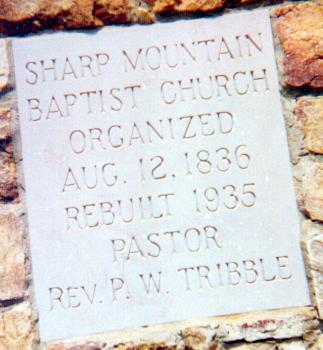 SHARP MOUNTAIN
BAPTIST CHURCH
ORGANIZED
AUG. 12, 1836
REBUILT 1935
PASTOR
REV. P. W. TRIBBLE